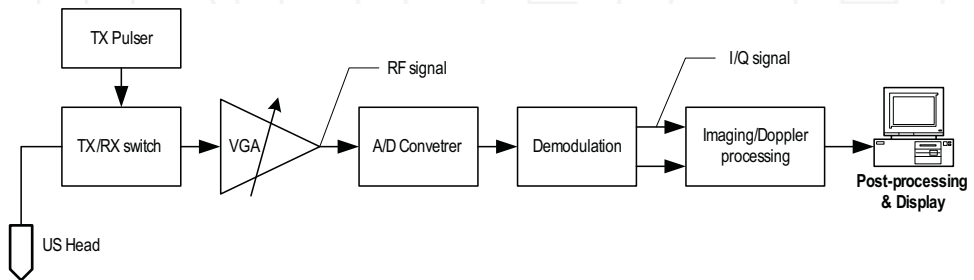 TX Pulser
RF signal
I/Q signal
TX/RX switch
VGA
A/D Convetrer
Demodulation
Imaging/Doppler
processing
Post-processing
& Display
US Head